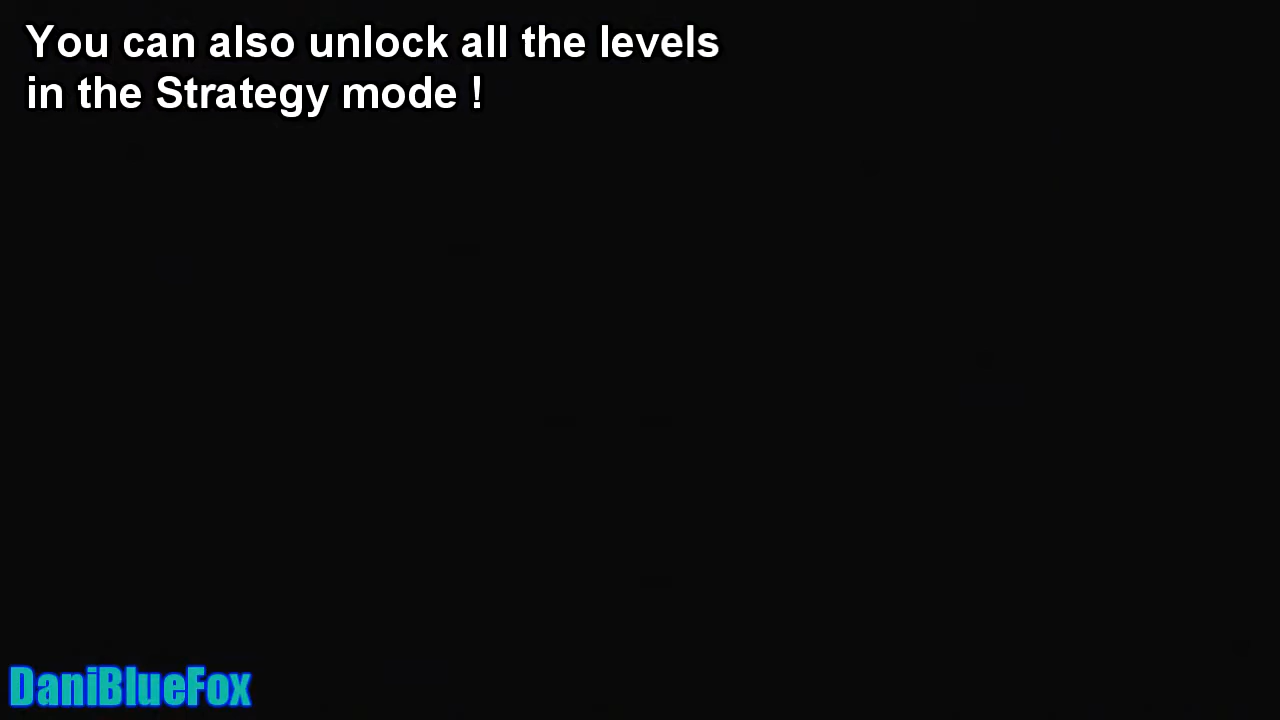 You can also unlock all the levels
in the Strategy mode !
DaniBlueFox